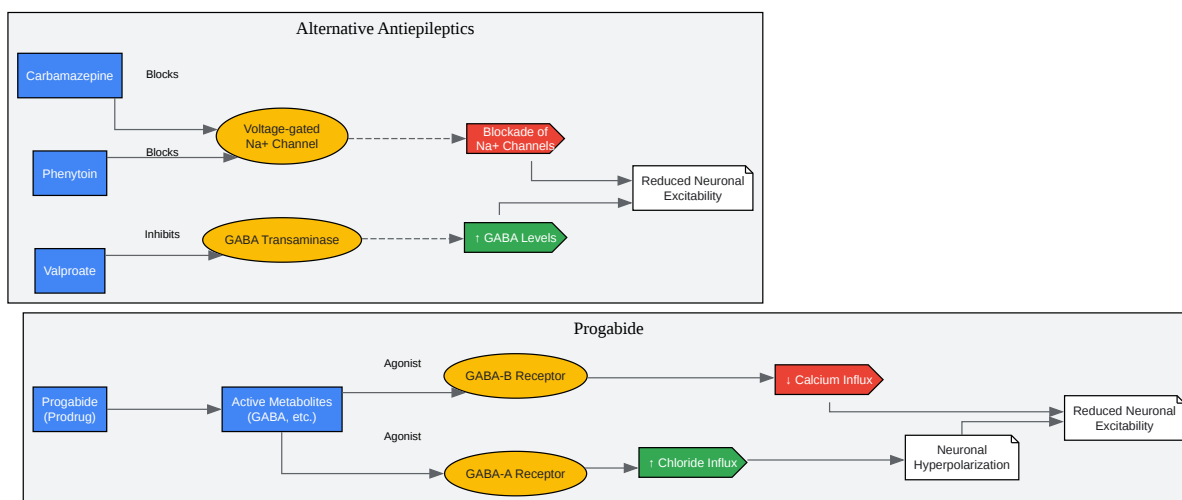 Alternative Antiepileptics
Carbamazepine
Blocks
Voltage-gated
Na+ Channel
Blockade of
Na+ Channels
Blocks
Phenytoin
Reduced Neuronal
Excitability
Inhibits
GABA Transaminase
↑ GABA Levels
Valproate
Progabide
Agonist
GABA-B Receptor
↓ Calcium Influx
Progabide
(Prodrug)
Active Metabolites
(GABA, etc.)
Reduced Neuronal
Excitability
Agonist
GABA-A Receptor
↑ Chloride Influx
Neuronal
Hyperpolarization